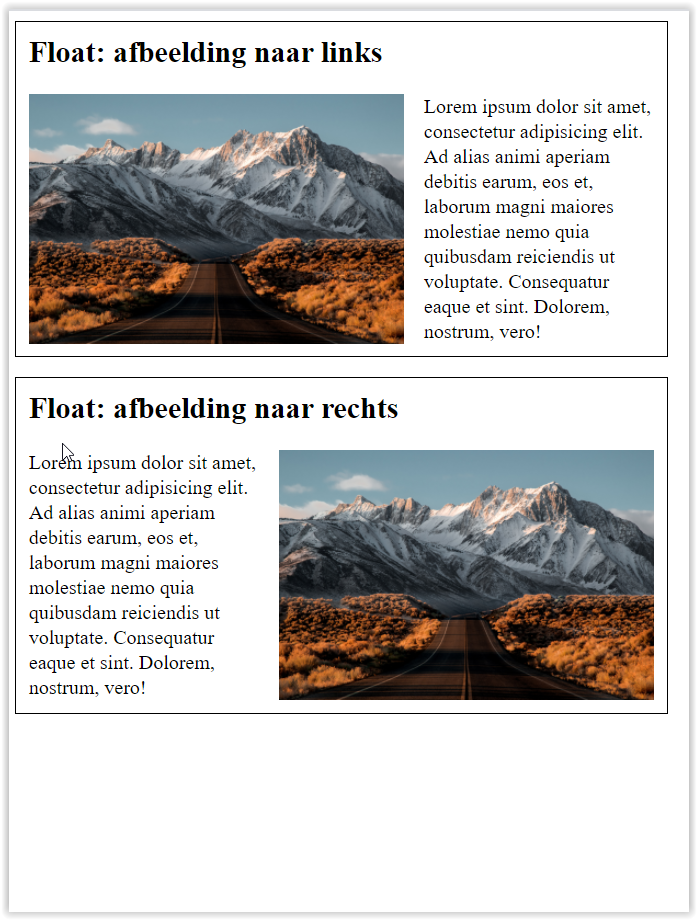 Float: afbeelding naar links
Lorem ipsum dolor sit amet,
consectetur adipisicing elit.
Ad alias animi aperiam
debitis earum, eos et,
laborum magni maiores
molestiae nemo quia
quibusdam reiciendis ut
voluptate. Consequatur
eaque et sint. Dolorem,
nostrum, vero!
Float: afbeelding naar rechts
Lorem ipsum dolor sit amet,
consectetur adipisicing elit.
Ad alias animi aperiam
debitis earum, eos et,
laborum magni maiores
molestiae nemo quia
quibusdam reiciendis ut
voluptate. Consequatur
eaque et sint. Dolorem,
nostrum, vero!